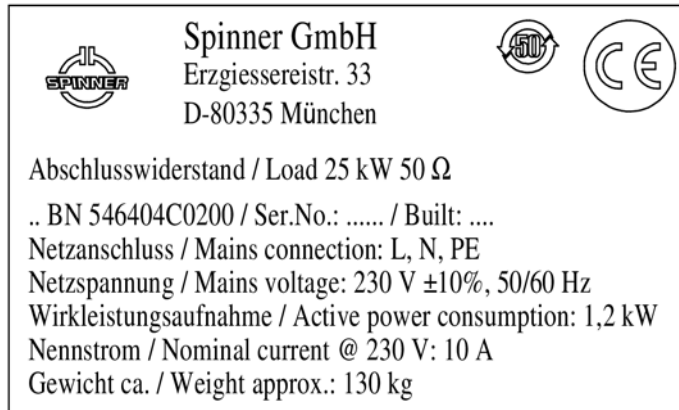 Spinner GmbH
Erzgiessereistr. 33
D-80335 München
SPINNER
50
CE
Abschlusswiderstand / Load 25 kW 50 Ω
.. BN 546404C0200 / Ser.No.: ...... / Built: ....
Netzanschluss / Mains connection: L, N, PE
Netzspannung / Mains voltage: 230 V ±10%, 50/60 Hz
Wirkleistungsaufnahme / Active power consumption: 1,2 kW
Nennstrom / Nominal current @ 230 V: 10 A
Gewicht ca. / Weight approx.: 130 kg